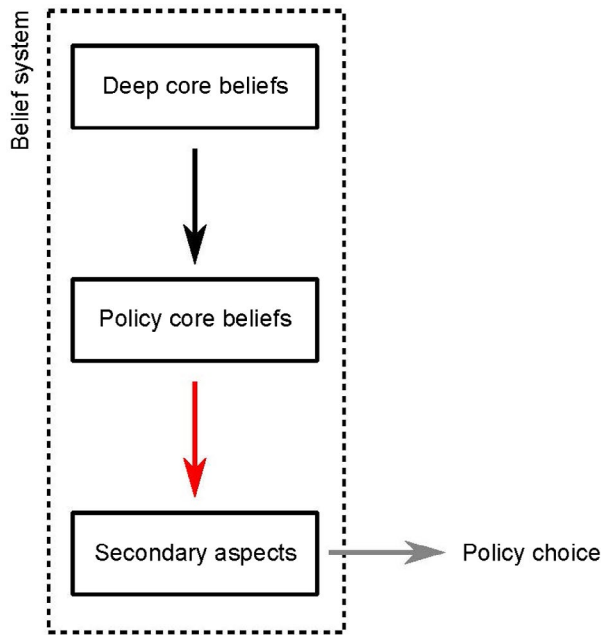 Belief system
Deep core beliefs
Policy core beliefs
Secondary aspects
Policy choice